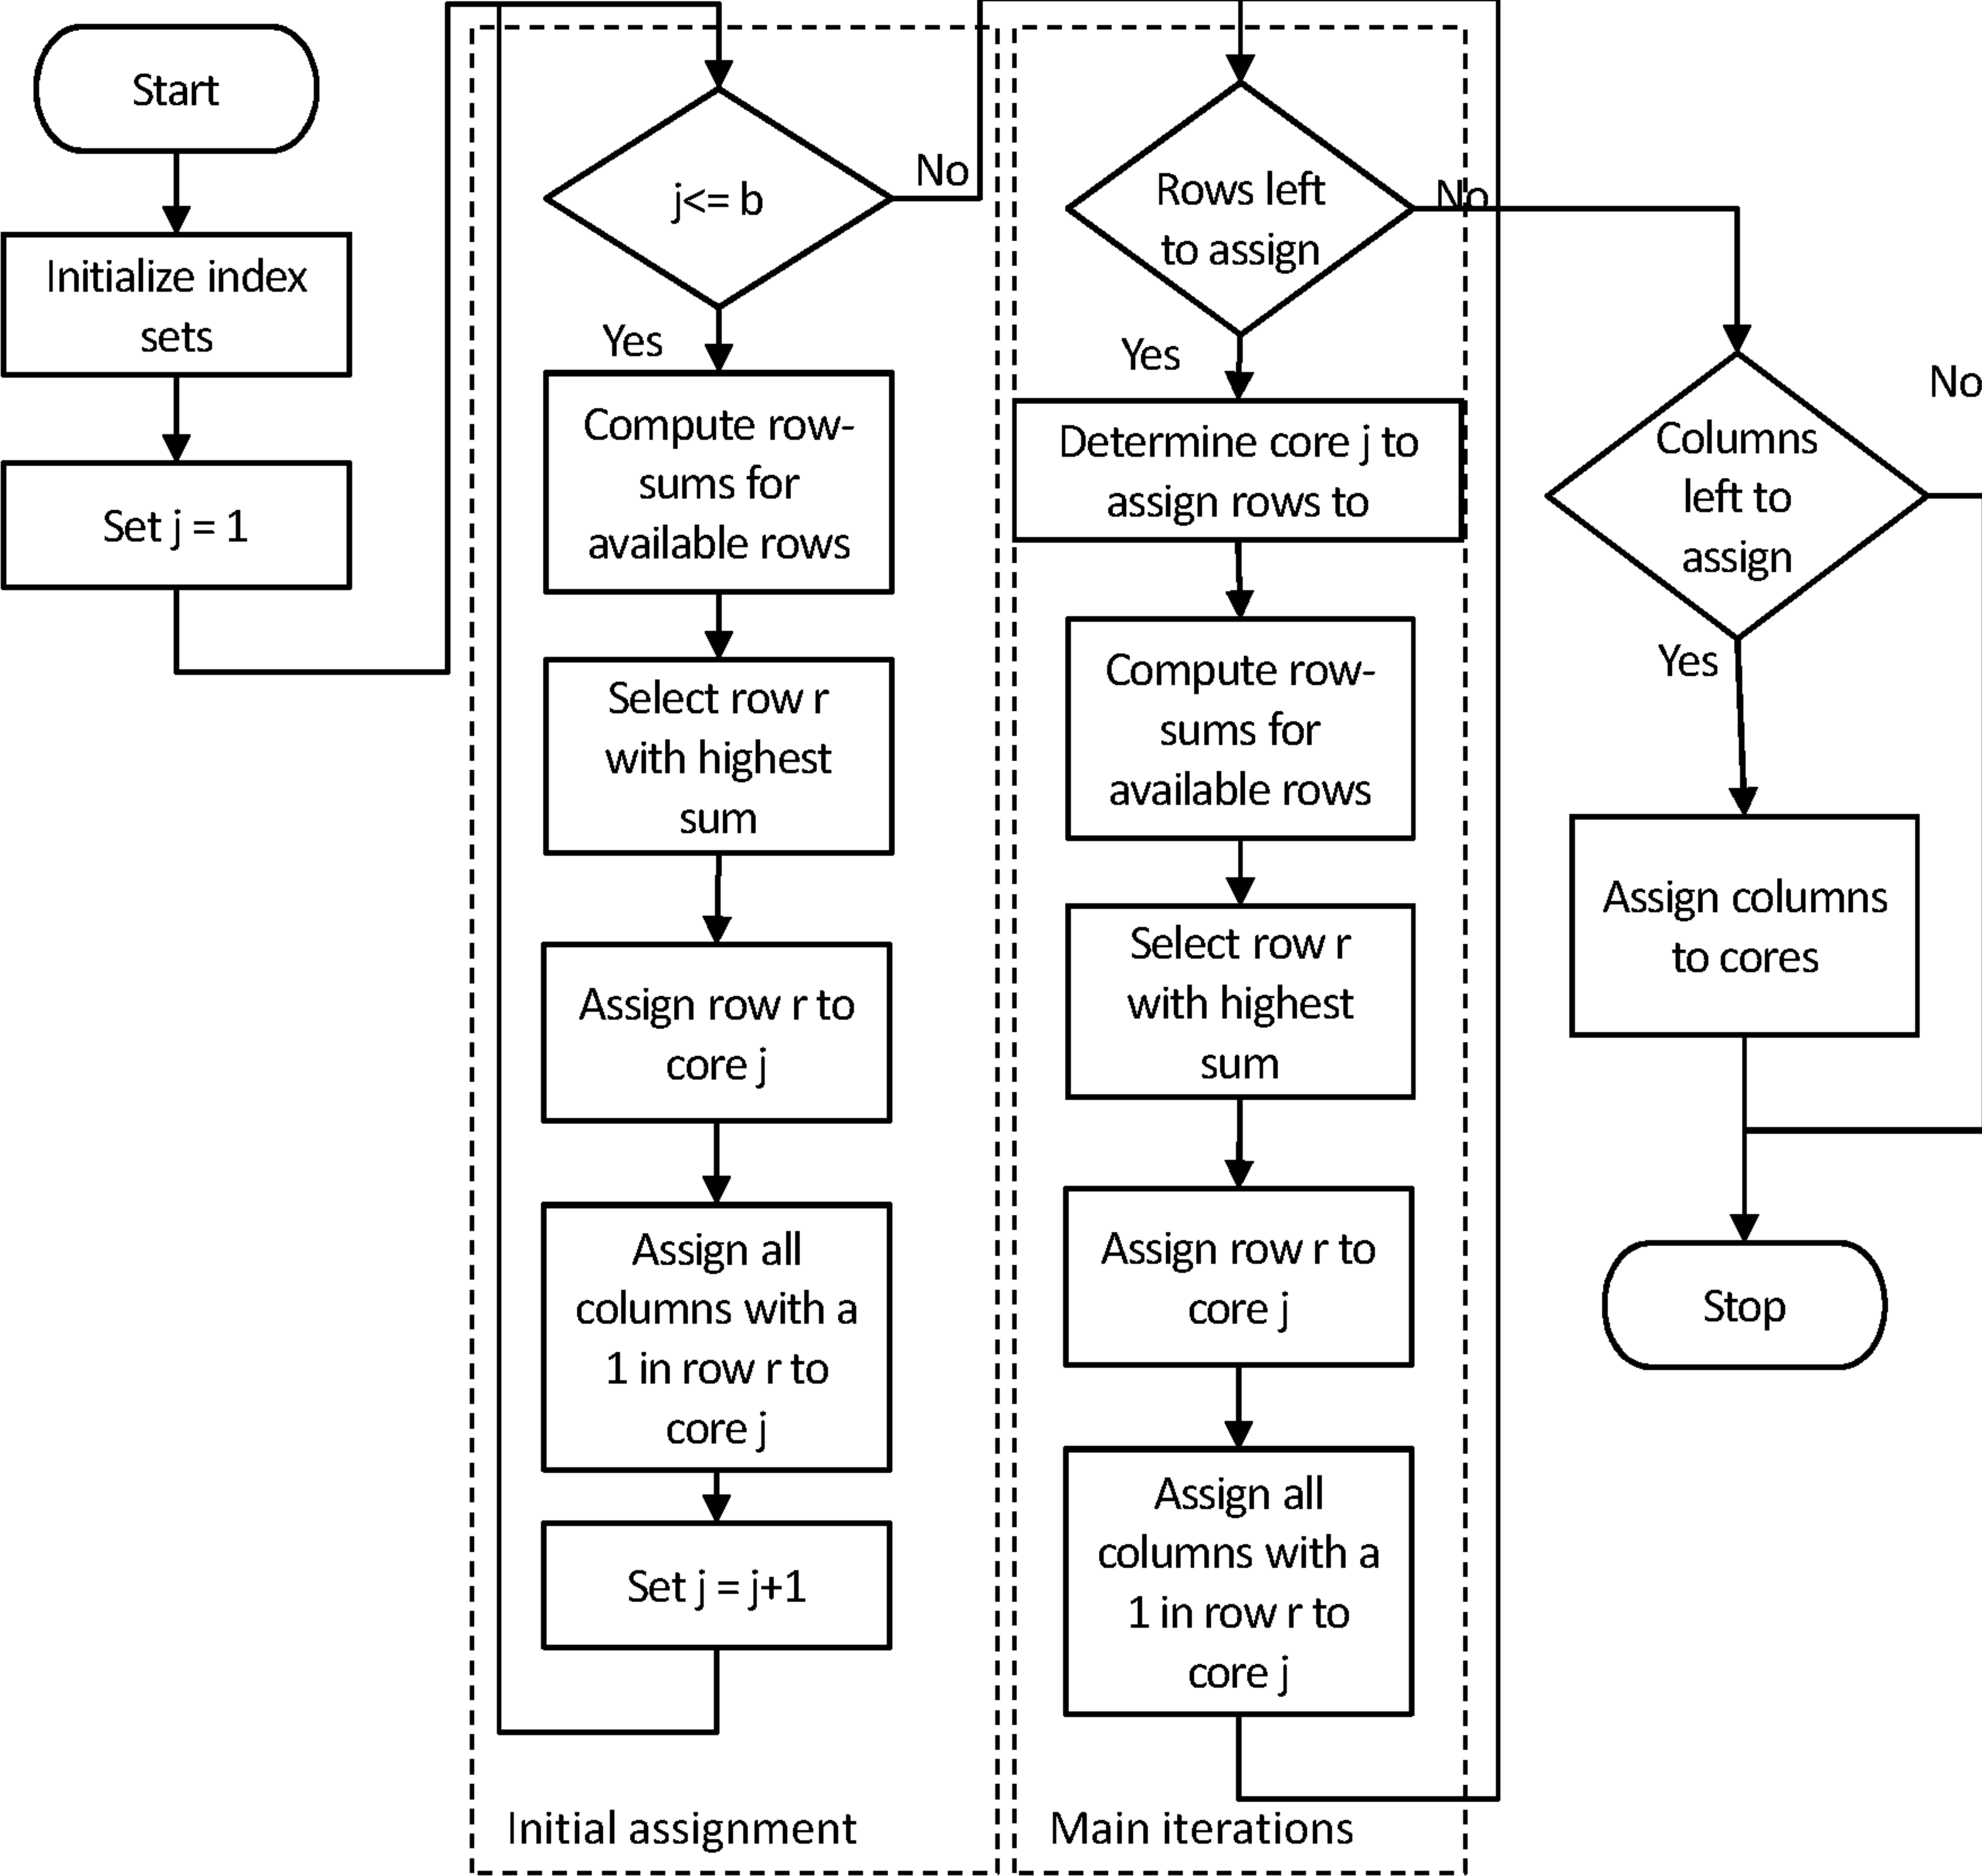 Start
Initialize index
sets
Set j = 1
j<= b
No
Yes
Compute row-
sums for
available rows
Select row r
with highest
sum
Assign row r to
core j
Assign all
columns with a
1 in row r to
core j
Set j = j+1
Initial assignment
Rows left
to assign
No
Yes
Determine core j to
assign rows to
Compute row-
sums for
available rows
Select row r
with highest
sum
Assign row r to
core j
Assign all
columns with a
1 in row r to
core j
Main iterations
Columns
left to
assign
No
Yes
Assign columns
to cores
Stop